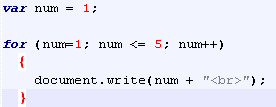 var num = 1;
for (num=1; num <= 5; num++)
{
document.write(num + "<br>");
}